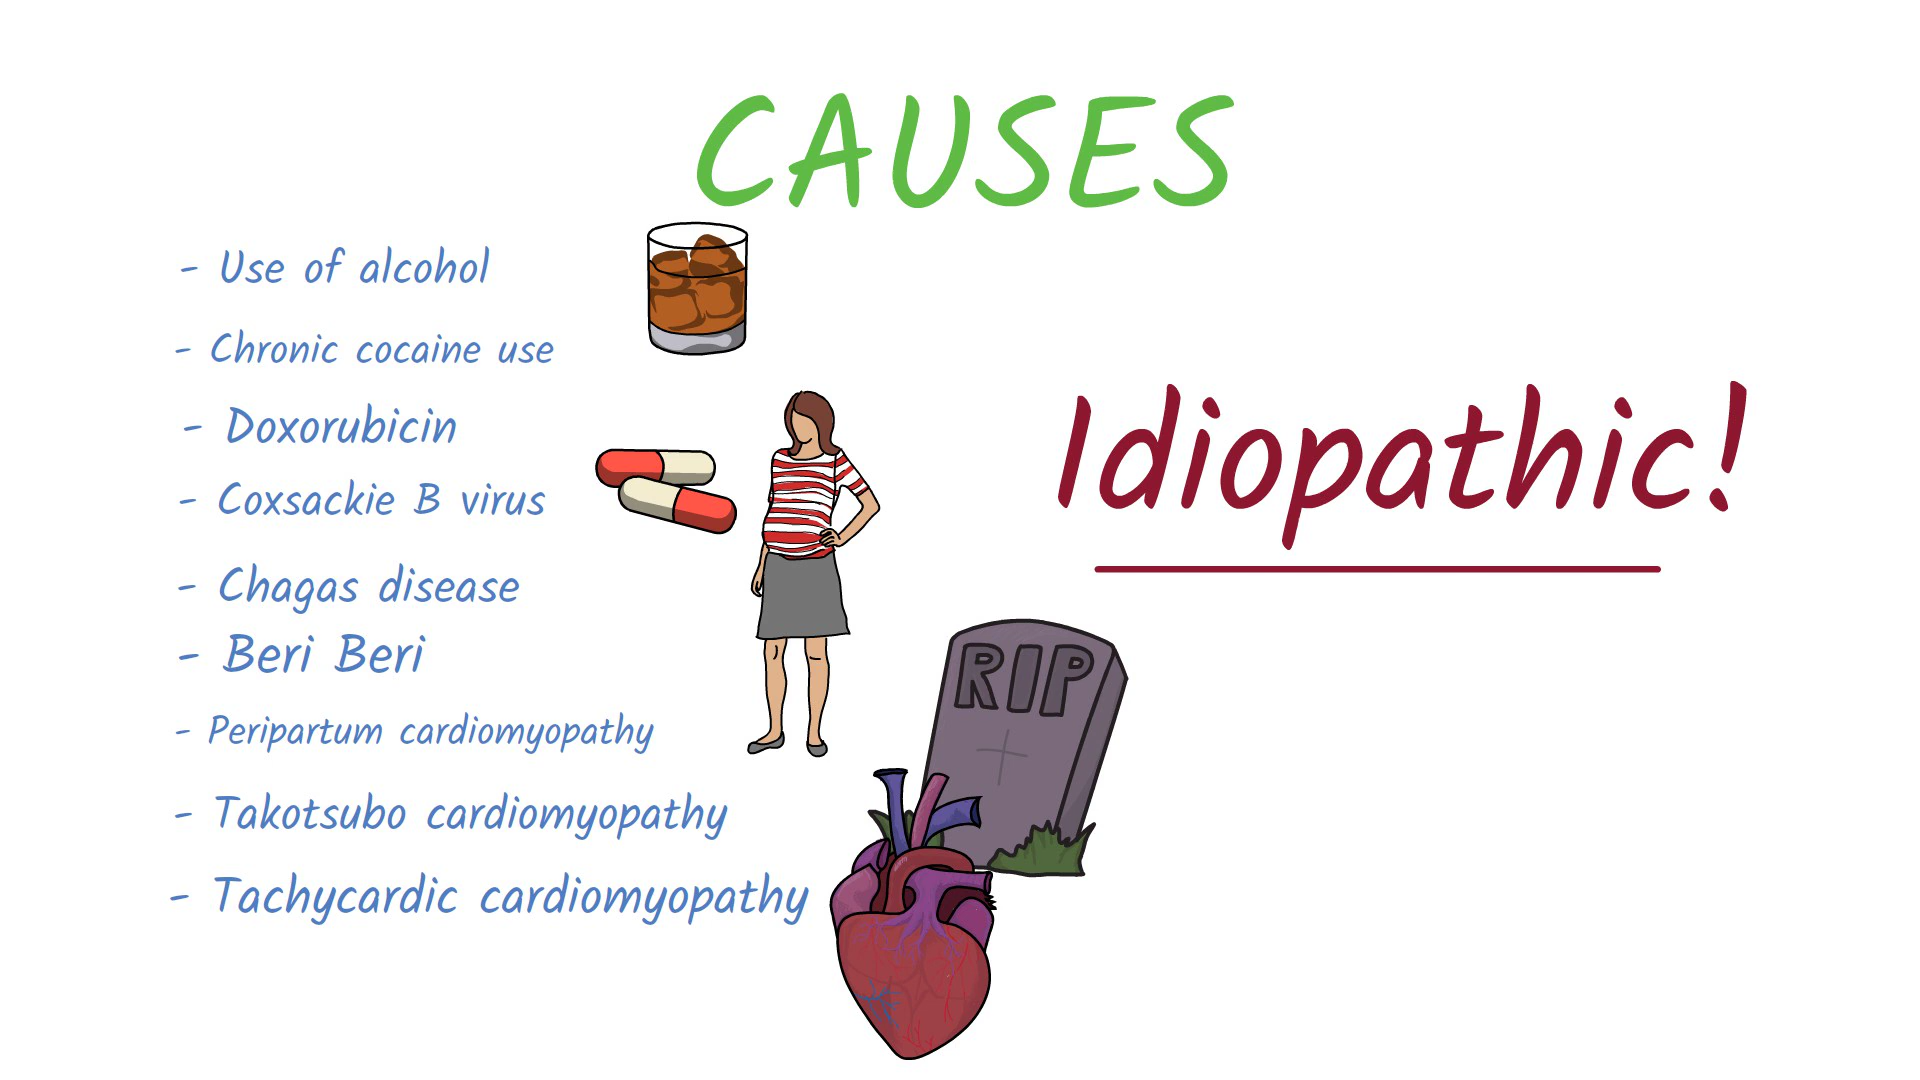 CAUSES
- Use of alcohol
- Chronic cocaine use
- Doxorubicin
- Coxsackie B virus
- Chagas disease
- Beri Beri
- Peripartum cardiomyopathy
- Takotsubo cardiomyopathy
- Tachycardic cardiomyopathy
Idiopathic!
RIP